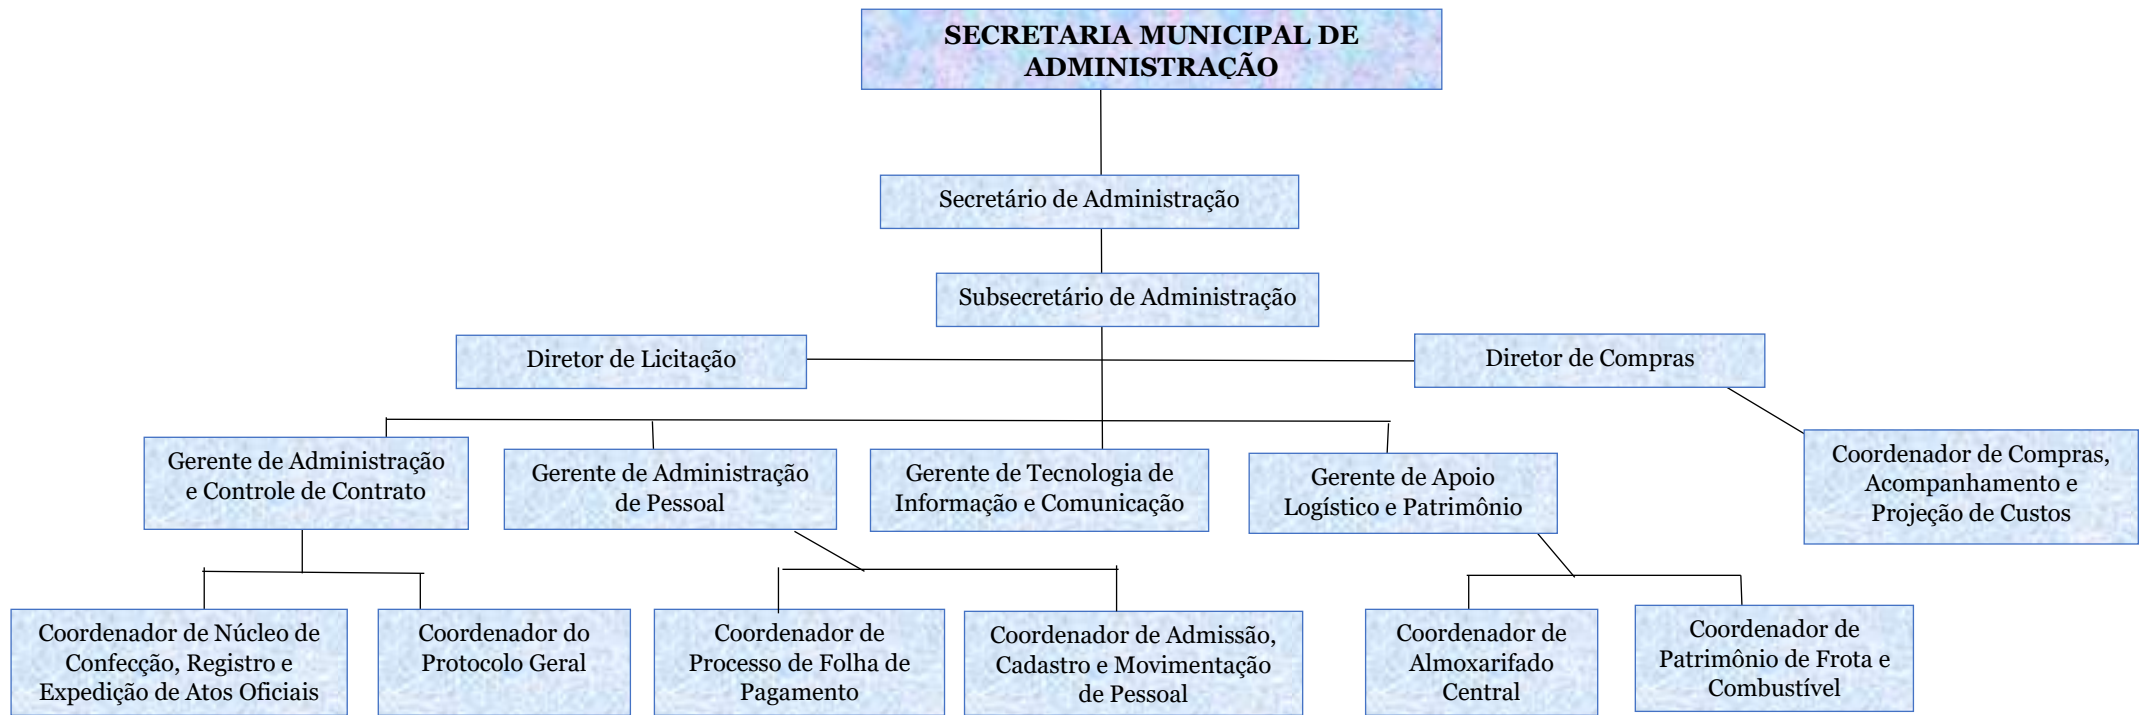 SECRETARIA MUNICIPAL DE
ADMINISTRAÇÃO
Secretário de Administração
Subsecretário de Administração
Diretor de Licitação
Diretor de Compras
Gerente de Administração
e Controle de Contrato
Gerente de Administração
de Pessoal
Gerente de Tecnologia de
Informação e Comunicação
Gerente de Apoio
Logístico e Patrimônio
Coordenador de Compras,
Acompanhamento e
Projeção de Custos
Coordenador de Núcleo de
Confecção, Registro e
Expedição de Atos Oficiais
Coordenador do
Protocolo Geral
Coordenador de
Processo de Folha de
Pagamento
Coordenador de Admissão,
Cadastro e Movimentação
de Pessoal
Coordenador de
Almoxarifado
Central
Coordenador de
Patrimônio de Frota e
Combustível